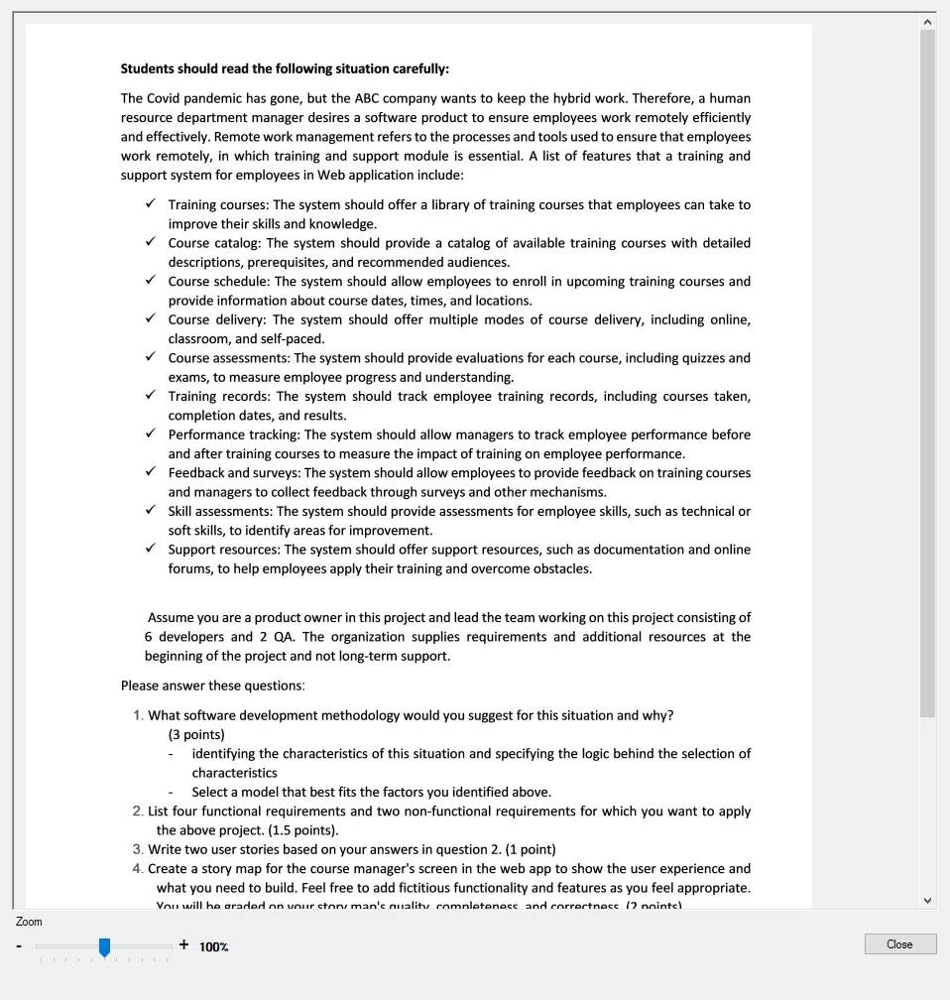 Students should read the following situation carefully:
The Covid pandemic has gone, but the ABC company wants to keep the hybrid work. Therefore, a human
resource department manager desires a software product to ensure employees work remotely efficiently
and effectively. Remote work management refers to the processes and tools used to ensure that employees
work remotely, in which training and support module is essential. A list of features that a training and
support system for employees in Web application include:
✓ Training courses: The system should offer a library of training courses that employees can take to
improve their skills and knowledge.
✓ Course catalog: The system should provide a catalog of available training courses with detailed
descriptions, prerequisites, and recommended audiences.
✓ Course schedule: The system should allow employees to enroll in upcoming training courses and
provide information about course dates, times, and locations.
✓ Course delivery: The system should offer multiple modes of course delivery, including online,
classroom, and self-paced.
✓ Course assessments: The system should provide evaluations for each course, including quizzes and
exams, to measure employee progress and understanding.
✓ Training records: The system should track employee training records, including courses taken,
completion dates, and results.
✓ Performance tracking: The system should allow managers to track employee performance before
and after training courses to measure the impact of training on employee performance.
✓ Feedback and surveys: The system should allow employees to provide feedback on training courses
and managers to collect feedback through surveys and other mechanisms.
✓ Skill assessments: The system should provide assessments for employee skills, such as technical or
soft skills, to identify areas for improvement.
✓ Support resources: The system should offer support resources, such as documentation and online
forums, to help employees apply their training and overcome obstacles.
Assume you are a product owner in this project and lead the team working on this project consisting of
6 developers and 2 QA. The organization supplies requirements and additional resources at the
beginning of the project and not long-term support.
Please answer these questions:
1. What software development methodology would you suggest for this situation and why?
(3 points)
- identifying the characteristics of this situation and specifying the logic behind the selection of
characteristics
- Select a model that best fits the factors you identified above.
2. List four functional requirements and two non-functional requirements for which you want to apply
the above project. (1.5 points).
3. Write two user stories based on your answers in question 2. (1 point)
4. Create a story map for the course manager's screen in the web app to show the user experience and
what you need to build. Feel free to add fictitious functionality and features as you feel appropriate.
You will be graded on your story map's quality, completeness, and correctness. (2 points)
Zoom
- + 100%
Close